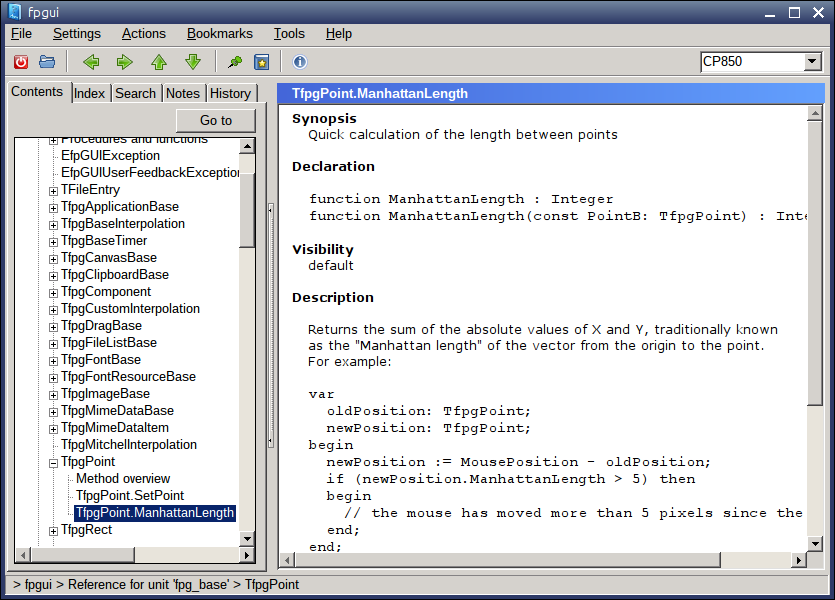 fpgui
File Settings Actions Bookmarks Tools Help
CP850
Contents Index Search Notes History
Go to
Procedures and functions
EfpGUIException
EfpGUIUserFeedbackException
TFileEntry
TfpgApplicationBase
TfpgBaseInterpolation
TfpgBaseTimer
TfpgCanvasBase
TfpgClipboardBase
TfpgComponent
TfpgCustomInterpolation
TfpgDragBase
TfpgFileListBase
TfpgFontBase
TfpgFontResourceBase
TfpgImageBase
TfpgMimeDataBase
TfpgMimeDataItem
TfpgMitchelInterpolation
TfpgPoint
Method overview
TfpgPoint.SetPoint
TfpgPoint.ManhattanLength
TfpgRect
TfpgPoint.ManhattanLength
Synopsis
Quick calculation of the length between points
Declaration
function ManhattanLength : Integer
function ManhattanLength(const PointB: TfpgPoint) : Inte
Visibility
default
Description
Returns the sum of the absolute values of X and Y, traditionally known
as the "Manhattan length" of the vector from the origin to the point.
For example:
var
oldPosition: TfpgPoint;
newPosition: TfpgPoint;
begin
newPosition := MousePosition - oldPosition;
if (newPosition.ManhattanLength > 5) then
begin
// the mouse has moved more than 5 pixels since the
end;
end;
> fpgui > Reference for unit 'fpg_base' > TfpgPoint